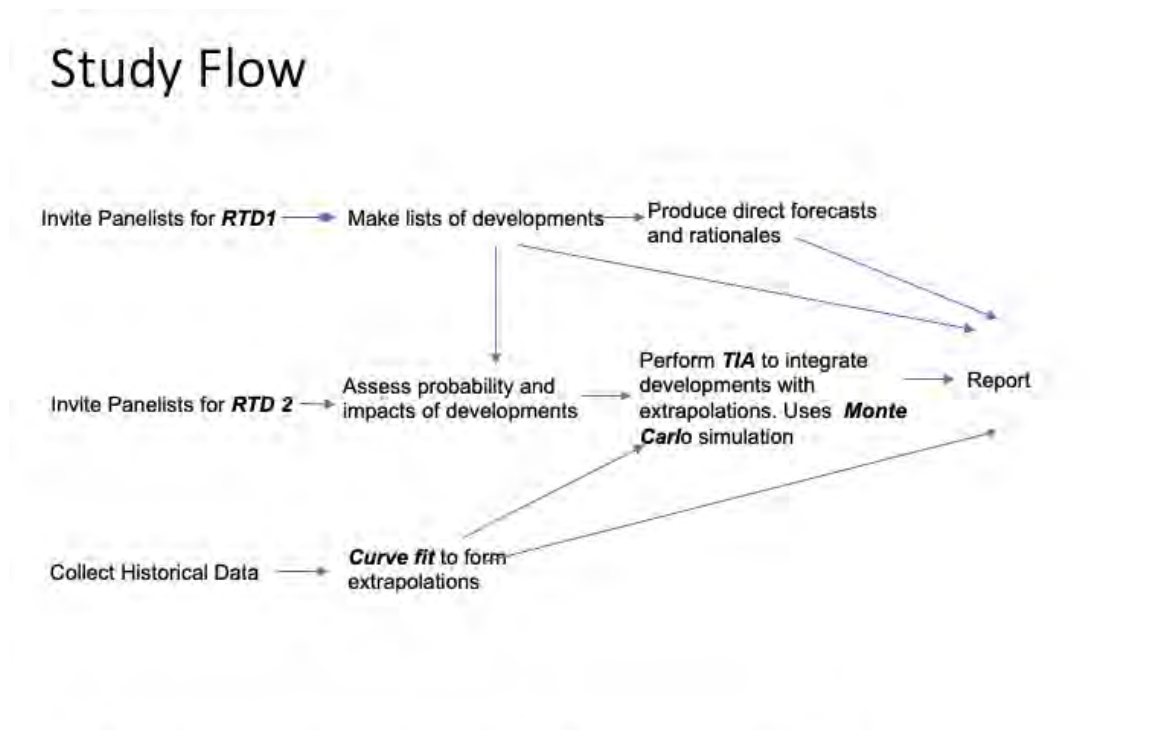 Study Flow
Invite Panelists for RTD1
Make lists of developments
Produce direct forecasts
and rationales
Invite Panelists for RTD 2
Assess probability and
impacts of developments
Perform TIA to integrate
developments with
extrapolations. Uses Monte
Carlo simulation
Report
Collect Historical Data
Curve fit to form
extrapolations